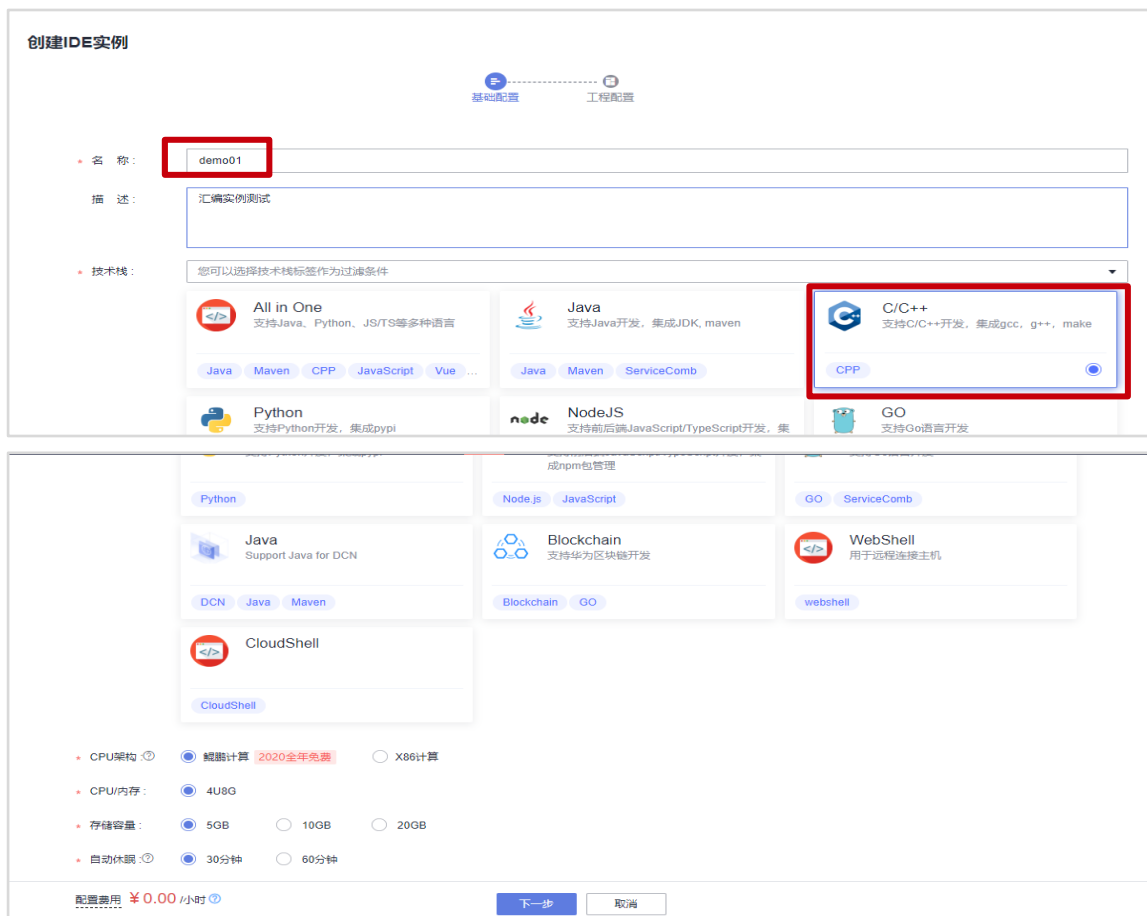 创建IDE实例
基础配置 工程配置
* 名 称 : demo01
描 述 : 汇编实例测试
* 技术栈 : 您可以选择技术栈标签作为过滤条件
All in One
支持Java、Python、JS/TS等多种语言
Java Maven CPP JavaScript Vue ...
Java
支持Java开发，集成JDK, maven
Java Maven ServiceComb
C/C++
支持C/C++开发，集成gcc，g++，make
CPP
Python
支持Python开发，集成pypi
NodeJS
支持前后端JavaScript/TypeScript开发，集
GO
支持Go语言开发
成npm包管理
Python
Node.js JavaScript
GO ServiceComb
Java
Support Java for DCN
DCN Java Maven
Blockchain
支持华为区块链开发
Blockchain GO
WebShell
用于远程连接主机
webshell
CloudShell
CloudShell
* CPU架构 : 鲲鹏计算 2020全年免费 X86计算
* CPU/内存 : 4U8G
* 存储容量 : 5GB 10GB 20GB
* 自动休眠 : 30分钟 60分钟
配置费用 ¥0.00 /小时
下一步 取消